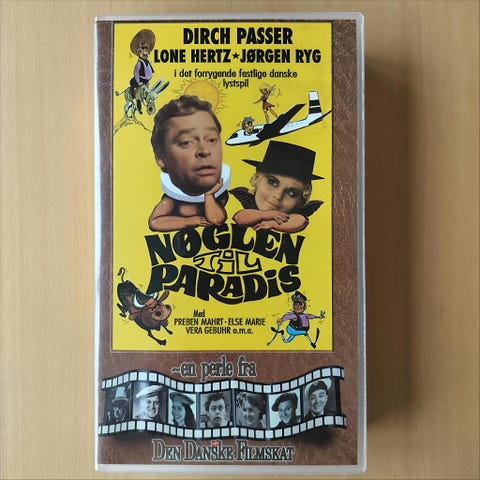 DIRCH PASSER
LONE HERTZ★JØRGEN RYG
i det forrygende festlige danske
lystspil
NØGLEN
TIL
PARADIS
Med
PREBEN MAHRT - ELSE MARIE
VERA GEBUHR o.m.a.
~en perle fra
DEN DANSKE FILMSKAT